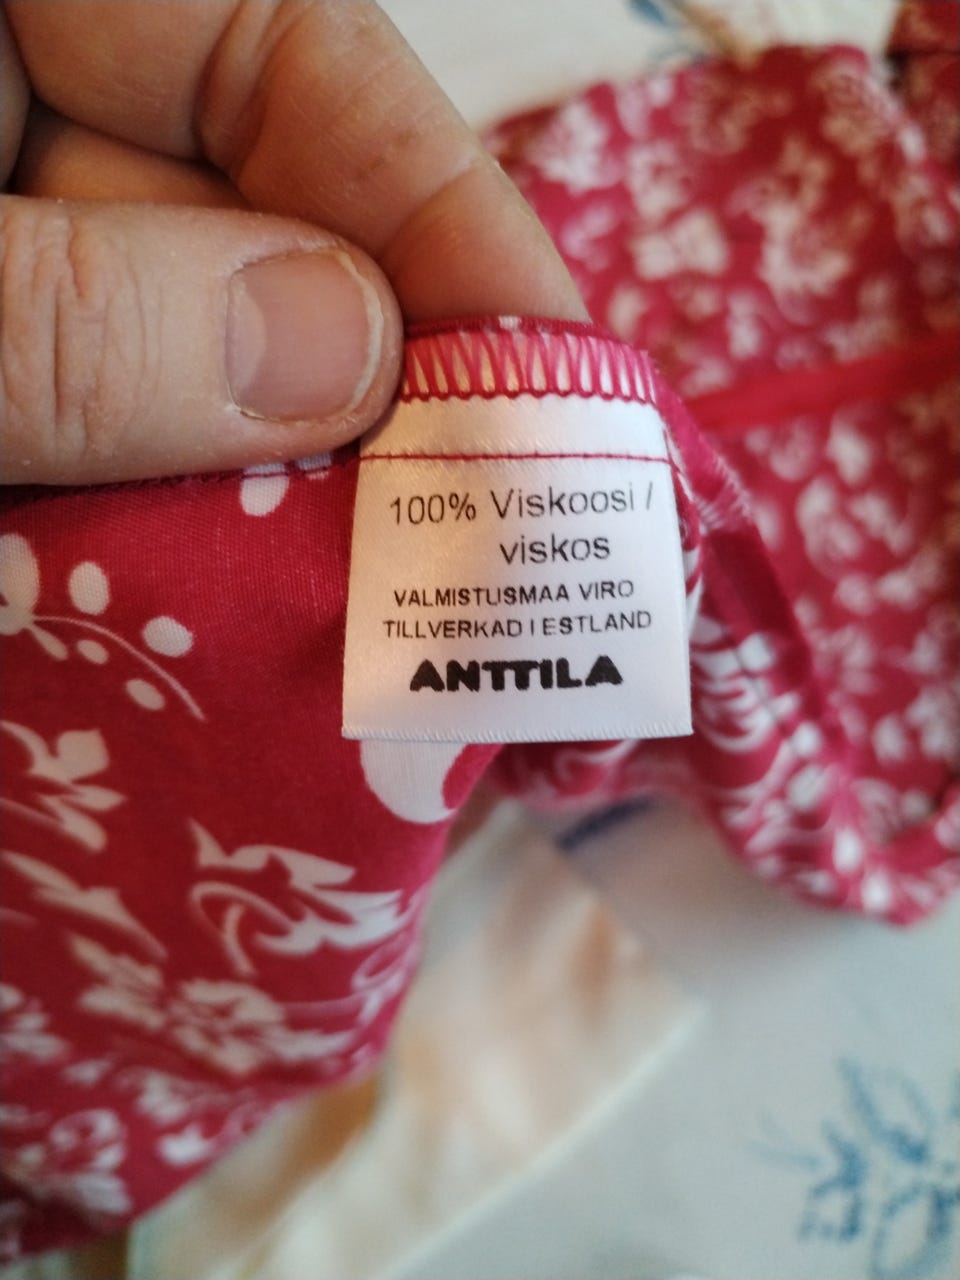 100% Viskoosi /
viskos
VALMISTUSMAA VIRO
TILLVERKAD I ESTLAND
ANTTILA